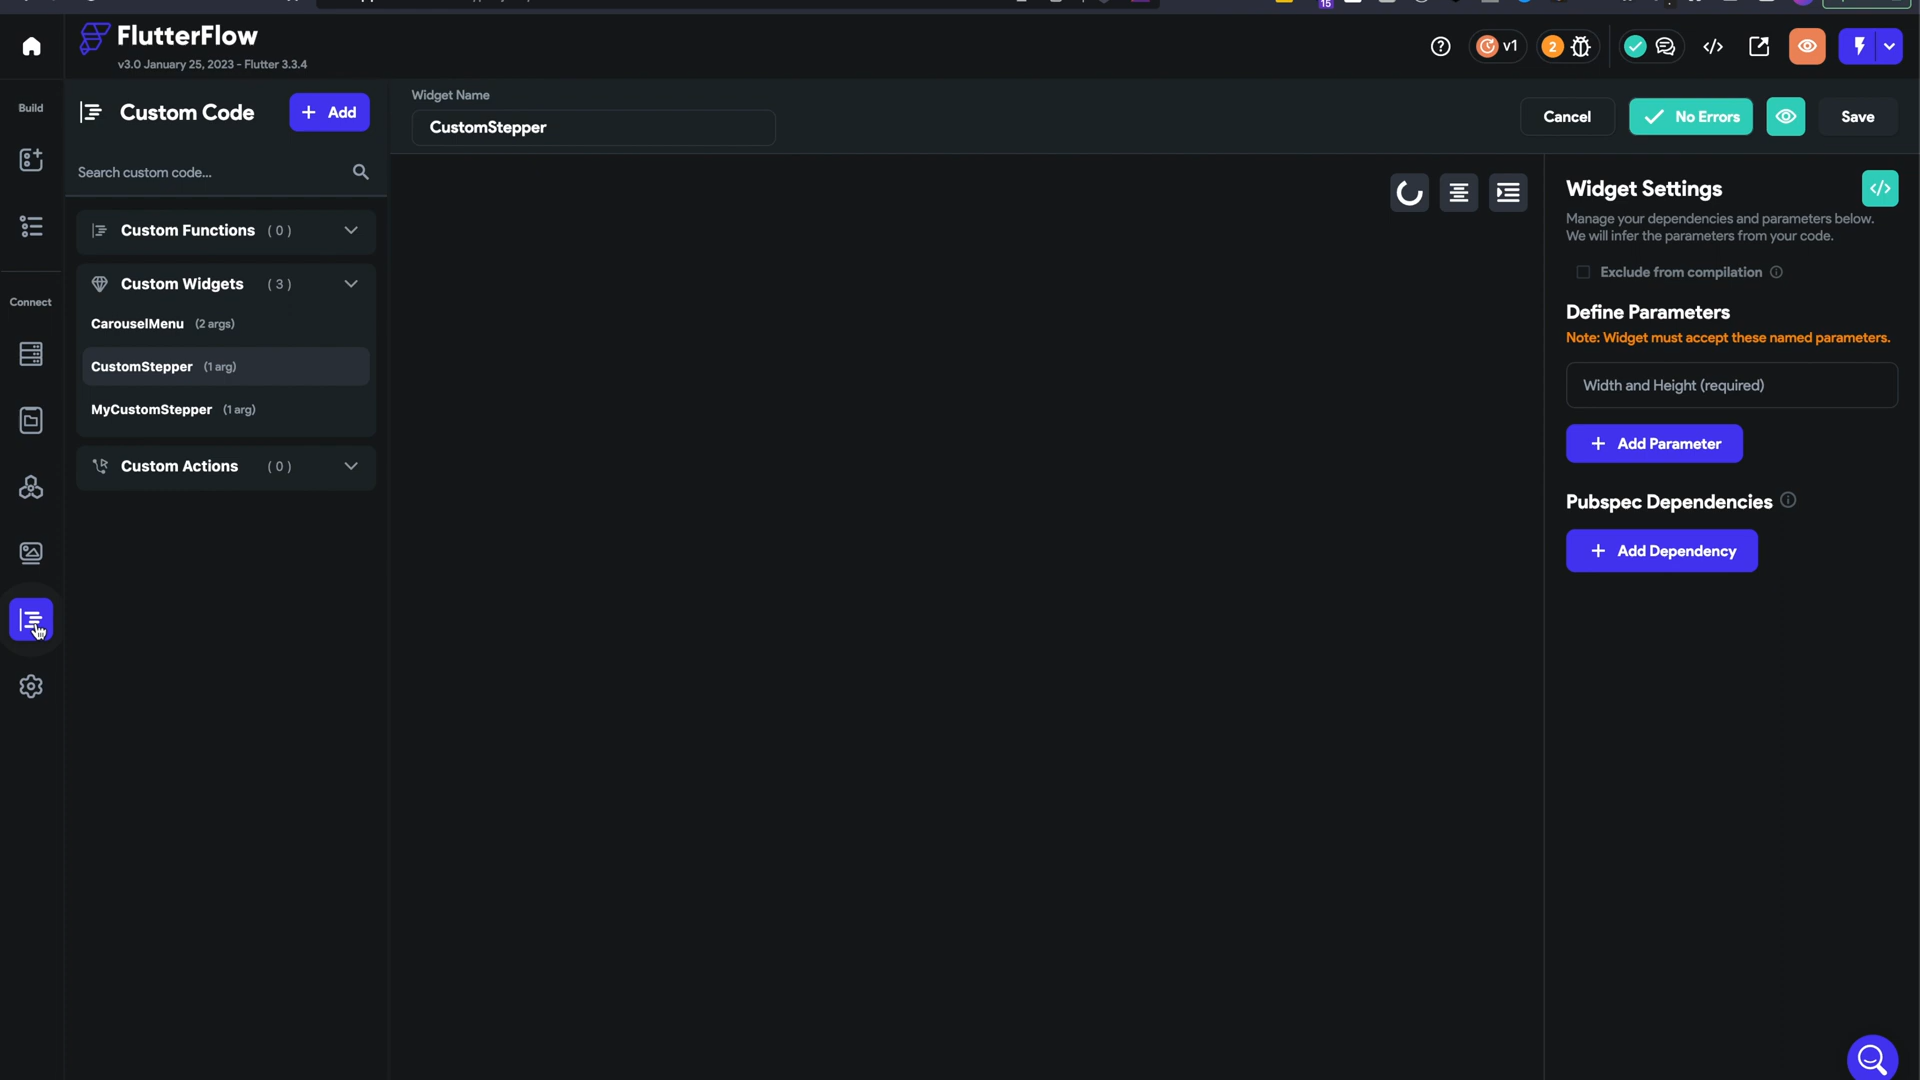 15
FlutterFlow
v3.0 January 25, 2023 - Flutter 3.3.4
v1
2
Build
Custom Code
+ Add
Widget Name
CustomStepper
Cancel
No Errors
Save
Search custom code...
Custom Functions ( 0 )
Custom Widgets ( 3 )
CarouselMenu (2 args)
CustomStepper (1 arg)
MyCustomStepper (1 arg)
Custom Actions ( 0 )
Connect
Widget Settings
Manage your dependencies and parameters below.
We will infer the parameters from your code.
Exclude from compilation
Define Parameters
Note: Widget must accept these named parameters.
Width and Height (required)
+ Add Parameter
Pubspec Dependencies
+ Add Dependency